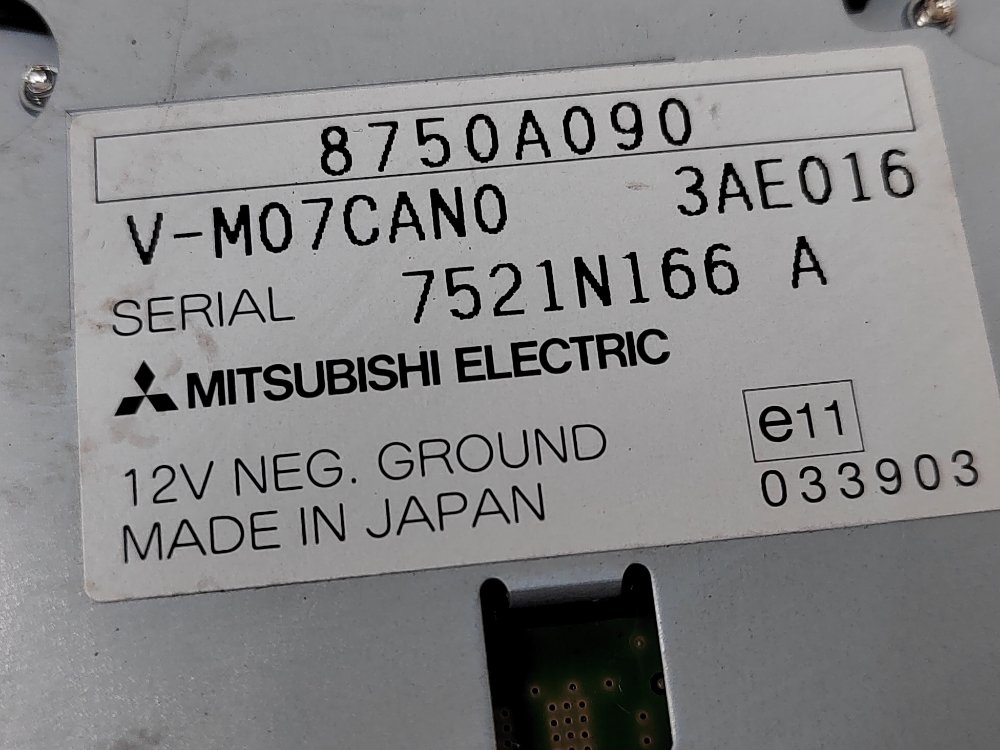 8750A090
V-M07CAN0 3AE016
SERIAL 7521N166 A
MITSUBISHI ELECTRIC
e11
12V NEG. GROUND
033903
MADE IN JAPAN